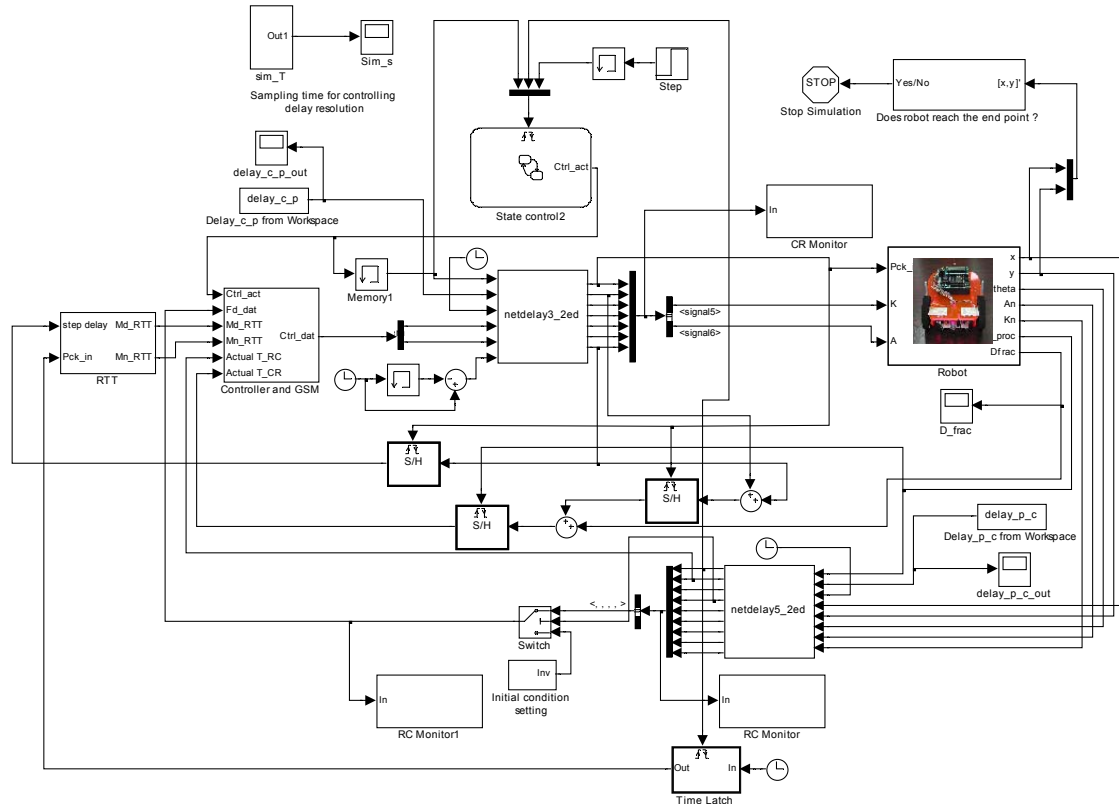 Out1
sim_T
Sim_s
Sampling time for controlling
delay resolution
delay_c_p_out
delay_c_p
Delay_c_p from Workspace
Step
Ctrl_act
State control2
STOP
Stop Simulation
Yes/No
[x,y]'
Does robot reach the end point ?
In
CR Monitor
Memory1
netdelay3_2ed
<signal5>
<signal6>
Pck_
K
A
x
y
theta
An
Kn
_proc
Dfrac
Robot
D_frac
step delay
Pck_in
Md_RTT
Mn_RTT
RTT
Ctrl_act
Fd_dat
Md_RTT
Mn_RTT
Actual T_RC
Actual T_CR
Ctrl_dat
Controller and GSM
S/H
S/H
S/H
delay_p_c
Delay_p_c from Workspace
delay_p_c_out
netdelay5_2ed
<. . . . >
Switch
Inv
Initial condition
setting
In
RC Monitor1
In
RC Monitor
Out
In
Time Latch